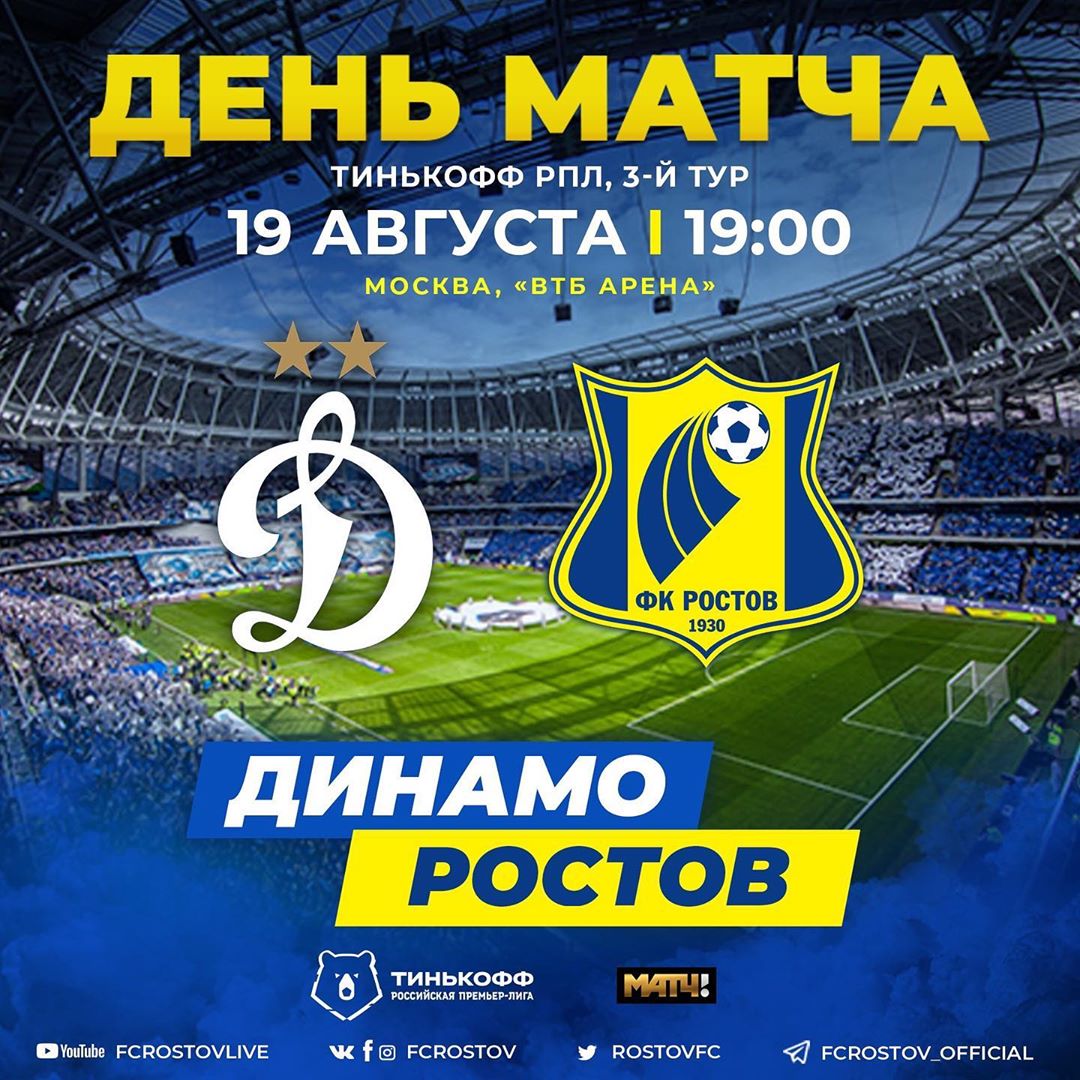 ДЕНЬ МАТЧА
ТИНЬКОФФ РПЛ, 3-Й ТУР
19 АВГУСТА | 19:00
МОСКВА, «ВТБ АРЕНА»
Д
ФК РОСТОВ
1930
ДИНАМО
РОСТОВ
ТИНЬКОФФ
РОССИЙСКАЯ ПРЕМЬЕР-ЛИГА
МАТЧ!
YouTube FCROSTOVLIVE
FCROSTOV
ROSTOVFC
FCROSTOV_OFFICIAL